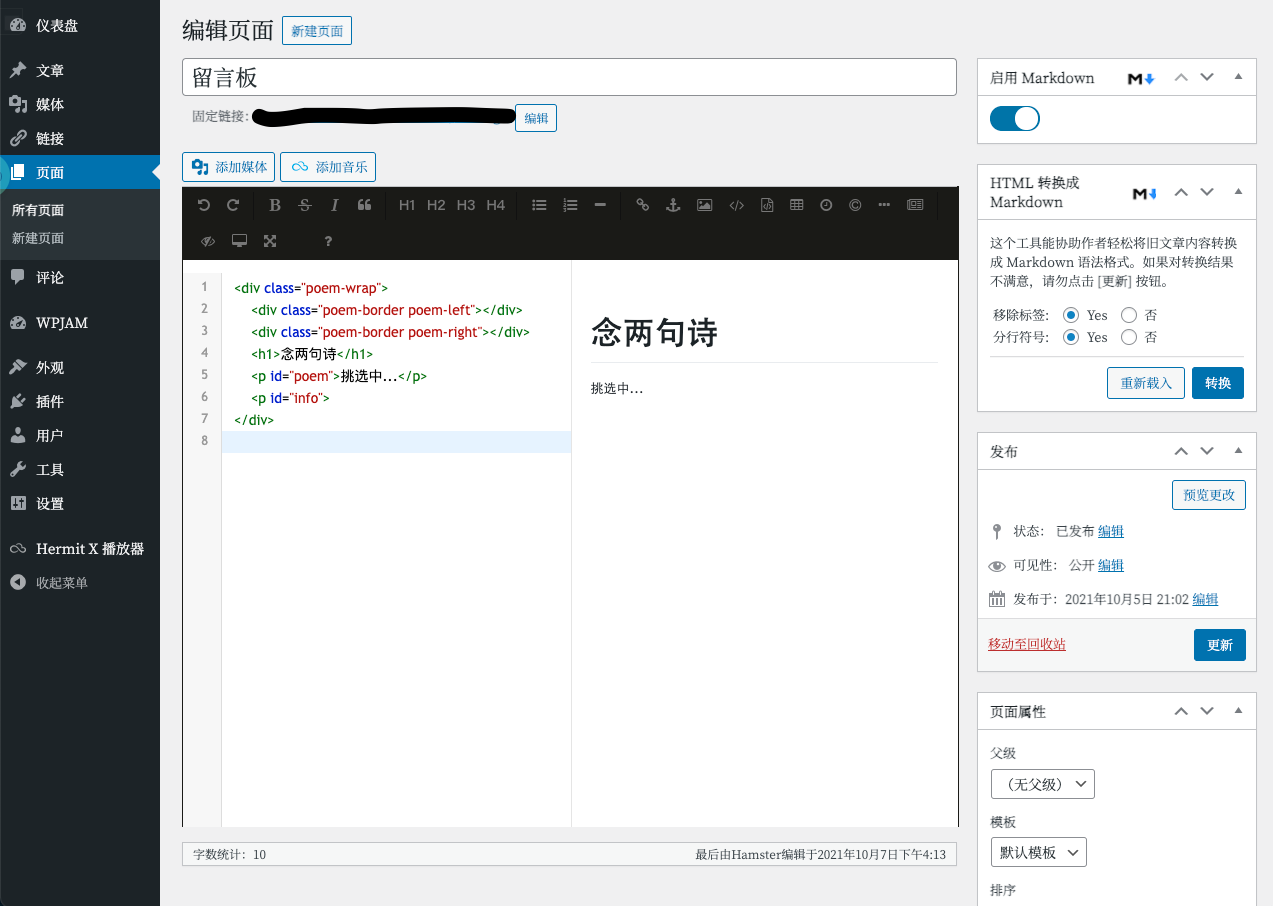 仪表盘
文章
媒体
链接
页面
所有页面
新建页面
评论
WPJAM
外观
插件
用户
工具
设置
Hermit X 播放器
收起菜单
编辑页面 新建页面
留言板
固定链接: 编辑
添加媒体 添加音乐
B S I H1 H2 H3 H4
?
1 <div class="poem-wrap">
2 <div class="poem-border poem-left"></div>
3 <div class="poem-border poem-right"></div>
4 <h1>念两句诗</h1>
5 <p id="poem">挑选中...</p>
6 <p id="info">
7 </div>
8
念两句诗
挑选中...
字数统计：10 最后由Hamster编辑于2021年10月7日下午4:13
启用 Markdown M
HTML 转换成
Markdown M
这个工具能协助作者轻松将旧文章内容转换
成 Markdown 语法格式。如果对转换结果
不满意，请勿点击 [更新] 按钮。
移除标签: Yes 否
分行符号: Yes 否
重新载入 转换
发布
预览更改
状态： 已发布 编辑
可见性： 公开 编辑
发布于：2021年10月5日 21:02 编辑
移动至回收站 更新
页面属性
父级
（无父级）
模板
默认模板
排序